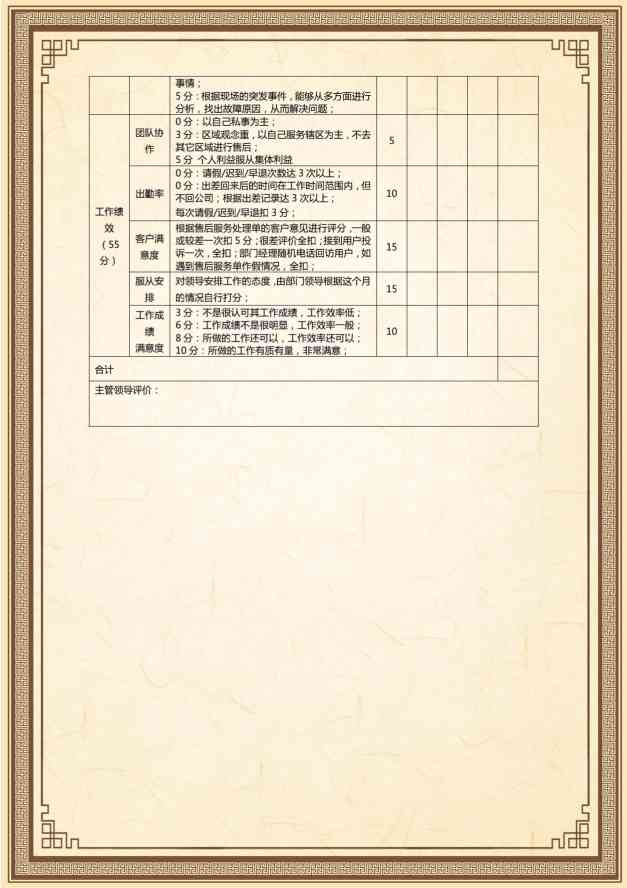 事情；
5 分：根据现场的突发事件，能够从多方面进行
分析，找出故障原因，从而解决问题；
工作绩
效
（55
分）
团队协
作
0 分：以自己私事为主；
3 分：区域观念重，以自己服务辖区为主，不去
其它区域进行售后；
5 分 个人利益服从集体利益
5
出勤率
0 分：请假/迟到/早退次数达 3 次以上；
0 分：出差回来后的时间在工作时间范围内，但
不回公司；根据出差记录达 3 次以上；
每次请假/迟到/早退扣 3 分；
10
客户满
意度
根据售后服务处理单的客户意见进行评分，一般
或较差一次扣 5 分；很差评价全扣；接到用户投
诉一次，全扣；部门经理随机电话回访用户，如
遇到售后服务单作假情况，全扣；
15
服从安
排
对领导安排工作的态度，由部门领导根据这个月
的情况自行打分；
15
工作成
绩
满意度
3 分：不是很认可其工作成绩，工作效率低；
6 分：工作成绩不是很明显，工作效率一般；
8 分：所做的工作还可以，工作效率还可以；
10 分：所做的工作有质有量，非常满意；
10
合计
主管领导评价：